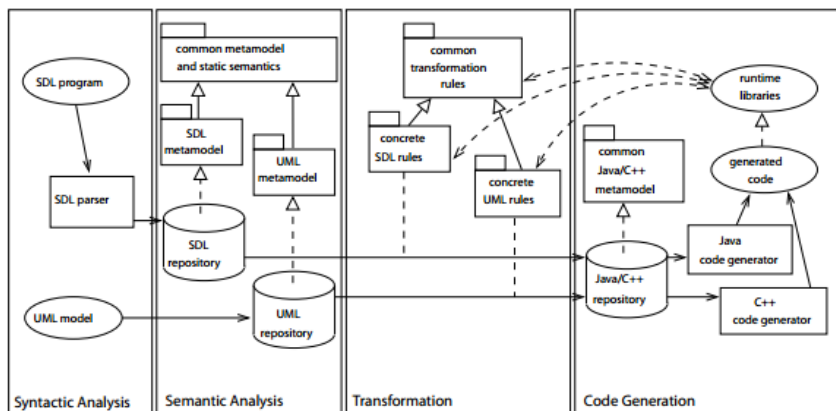 SDL program
SDL parser
UML model
Syntactic Analysis
common metamodel
and static semantics
SDL
metamodel
UML
metamodel
SDL
repository
UML
repository
Semantic Analysis
common
transformation
rules
concrete
SDL rules
concrete
UML rules
Transformation
runtime
libraries
common
Java/C++
metamodel
generated
code
Java/C++
repository
Java
code generator
C++
code generator
Code Generation